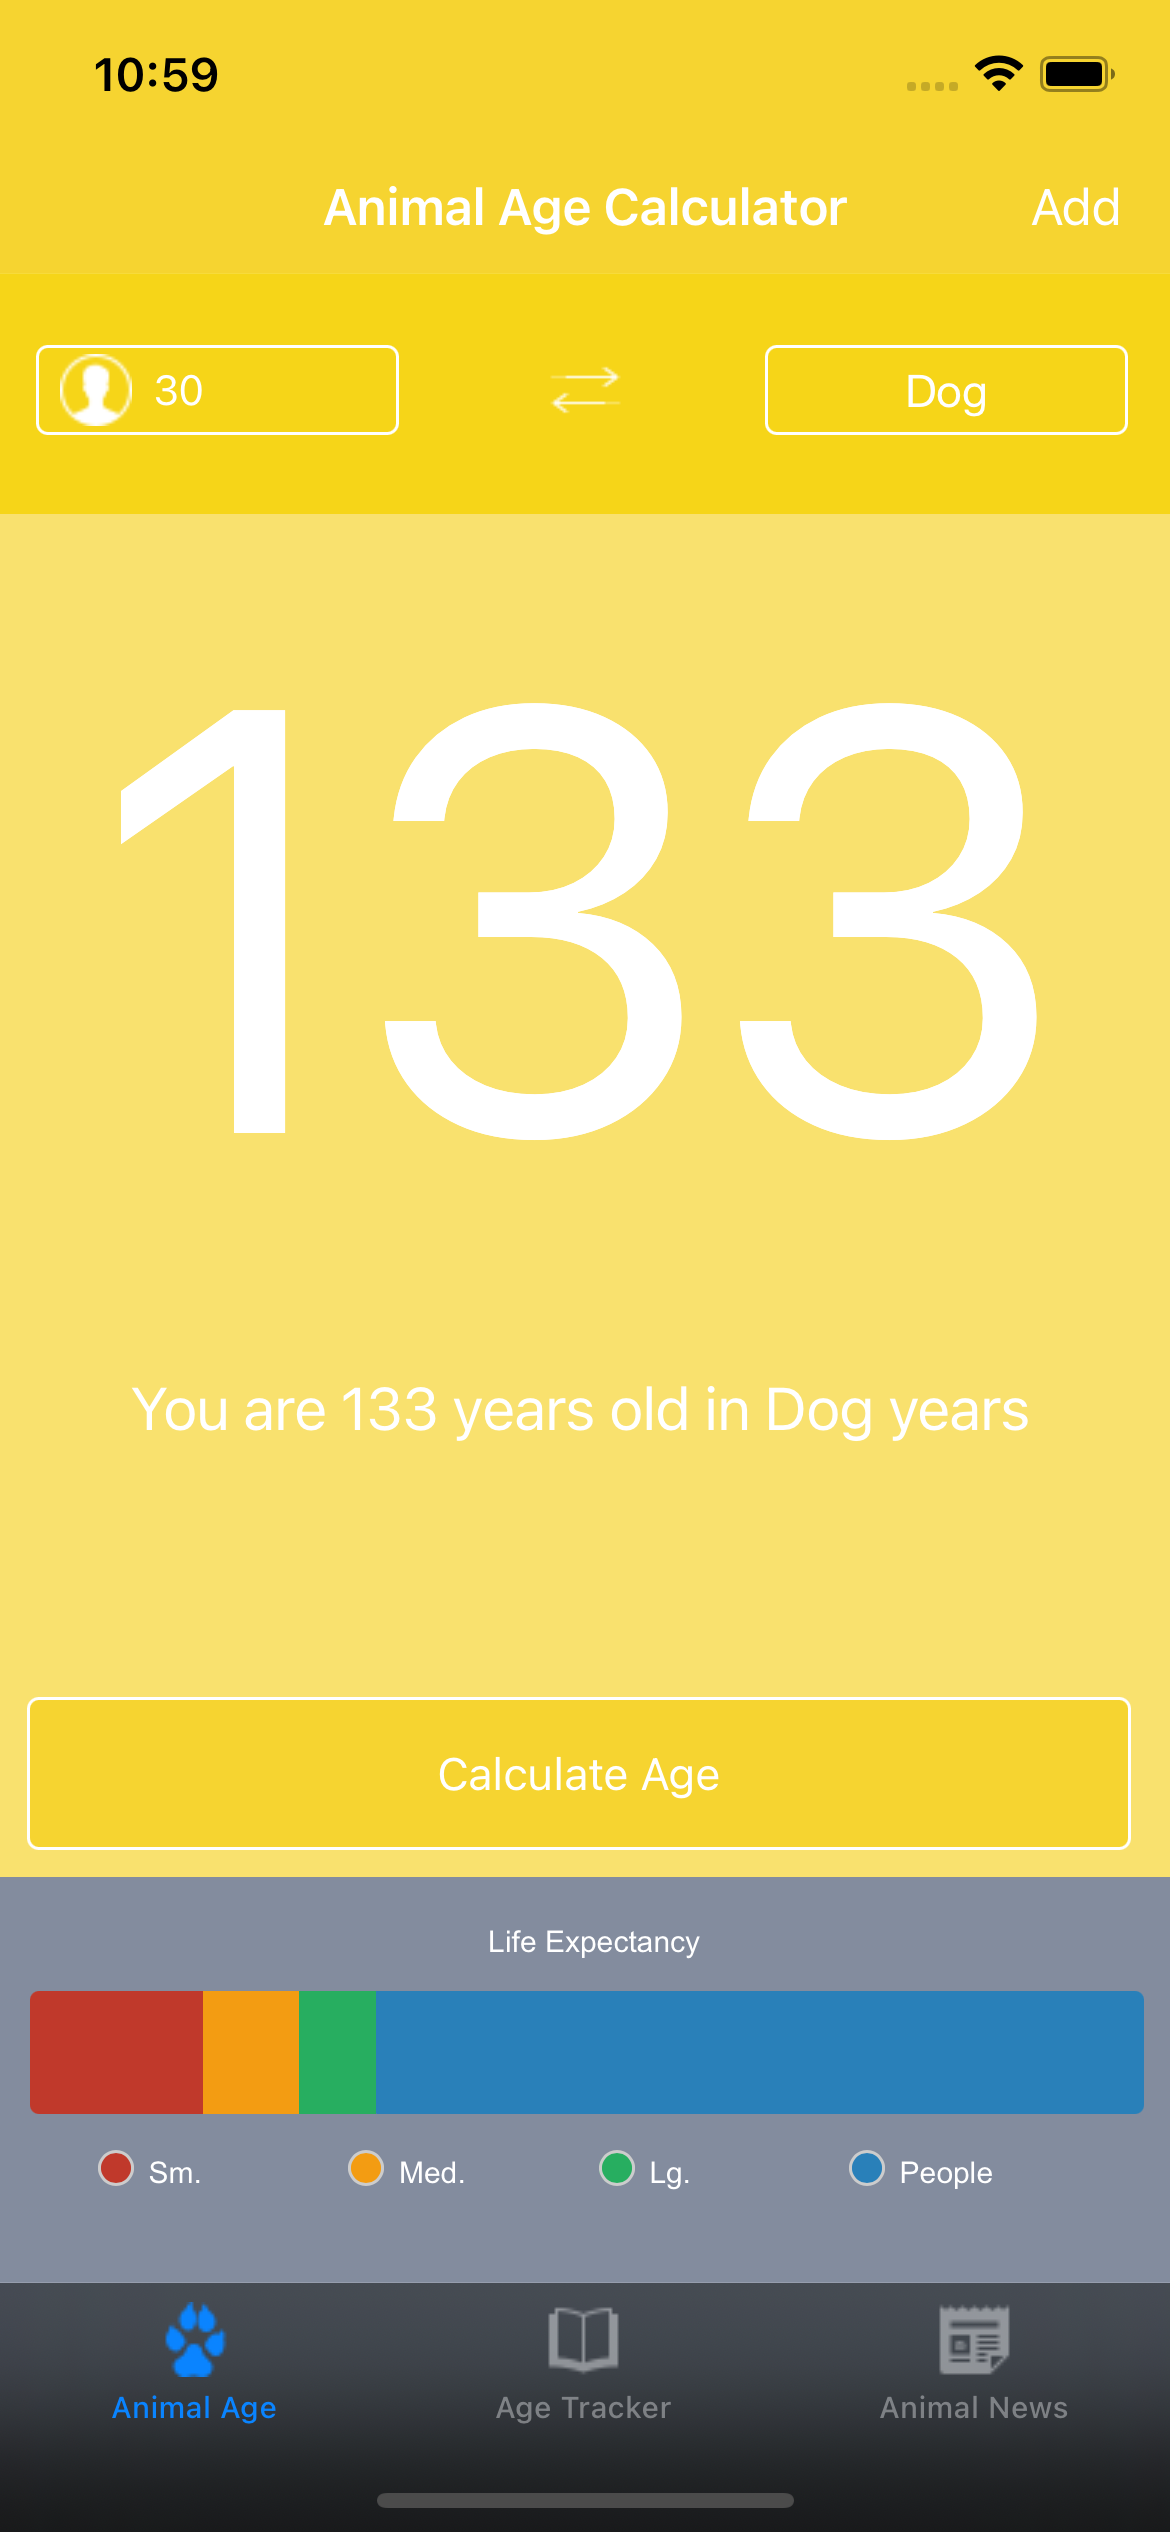 10:59
Animal Age Calculator
Add
30
Dog
133
You are 133 years old in Dog years
Calculate Age
Life Expectancy
Sm.
Med.
Lg.
People
Animal Age
Age Tracker
Animal News